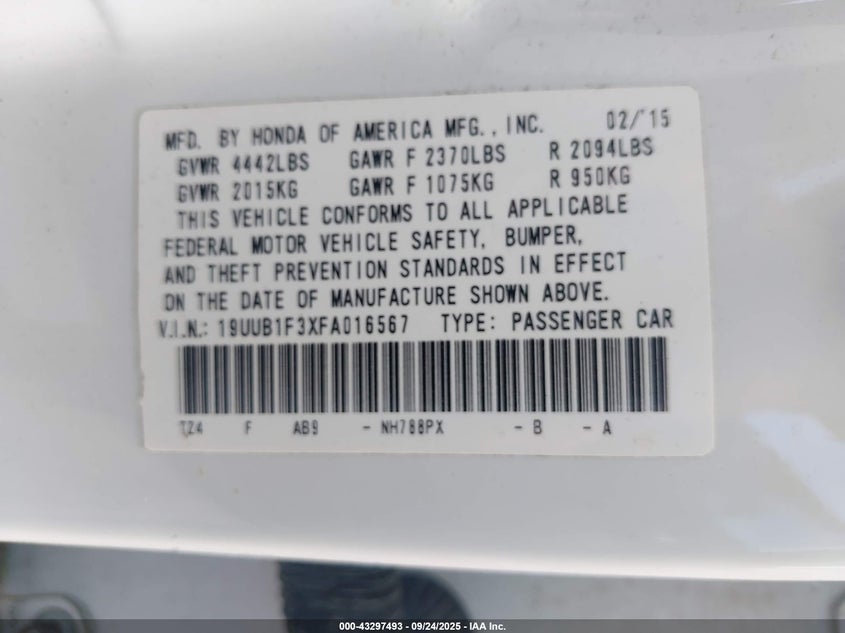 MFD. BY HONDA OF AMERICA MFG., INC. 02/'15
GVWR 4442LBS GAWR F 2370LBS R 2094LBS
GVWR 2015KG GAWR F 1075KG R 950KG
THIS VEHICLE CONFORMS TO ALL APPLICABLE
FEDERAL MOTOR VEHICLE SAFETY, BUMPER,
AND THEFT PREVENTION STANDARDS IN EFFECT
ON THE DATE OF MANUFACTURE SHOWN ABOVE.
V.I.N.: 19UUB1F3XFA016567 TYPE: PASSENGER CAR
TZ4 F AB9 - NH788PX - B - A
000-43297493 - 09/24/2025 - IAA Inc.